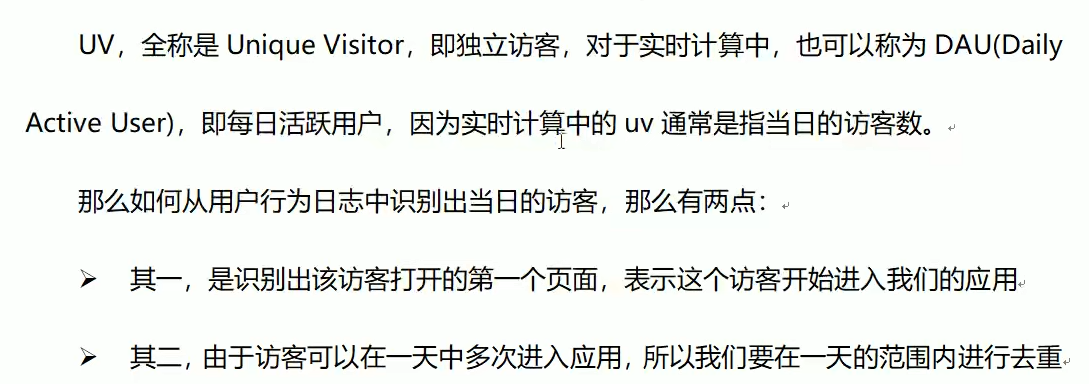 UV，全称是 Unique Visitor，即独立访客，对于实时计算中，也可以称为 DAU(Daily
Active User)，即每日活跃用户，因为实时计算中的 uv 通常是指当日的访客数。
那么如何从用户行为日志中识别出当日的访客，那么有两点：
➢ 其一，是识别出该访客打开的第一个页面，表示这个访客开始进入我们的应用
➢ 其二，由于访客可以在一天中多次进入应用，所以我们要在一天的范围内进行去重